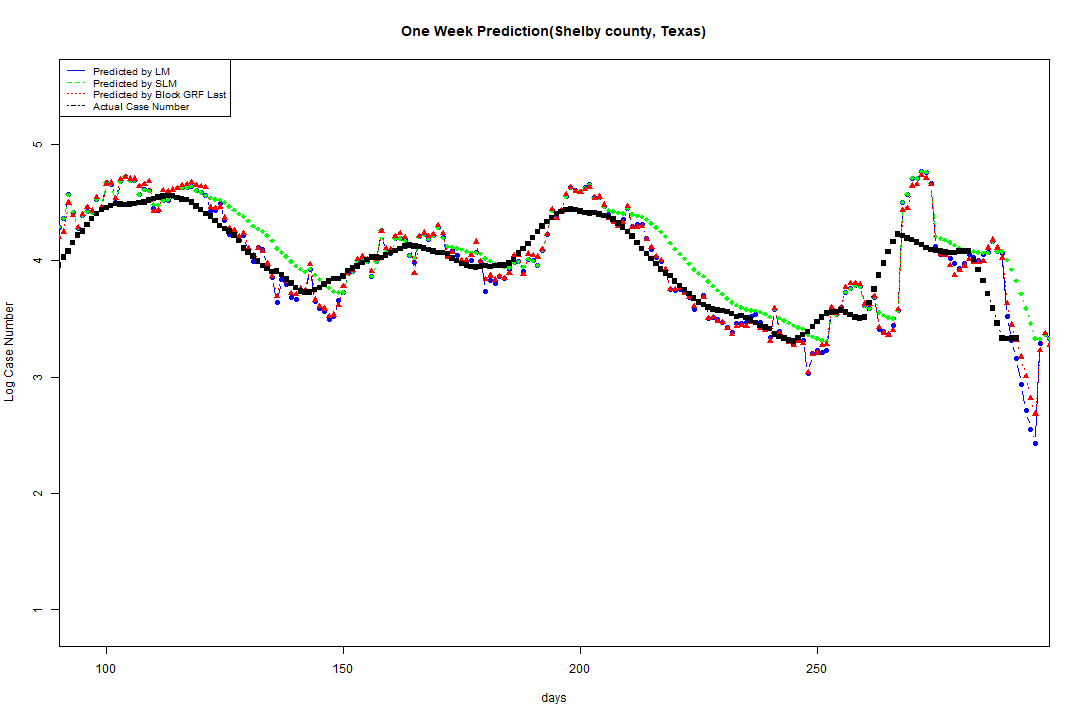 One Week Prediction(Shelby county, Texas)
Predicted by LM
Predicted by SLM
Predicted by Block GRF Last
Actual Case Number
5
4
3
2
1
Log Case Number
100 150 200 250
days